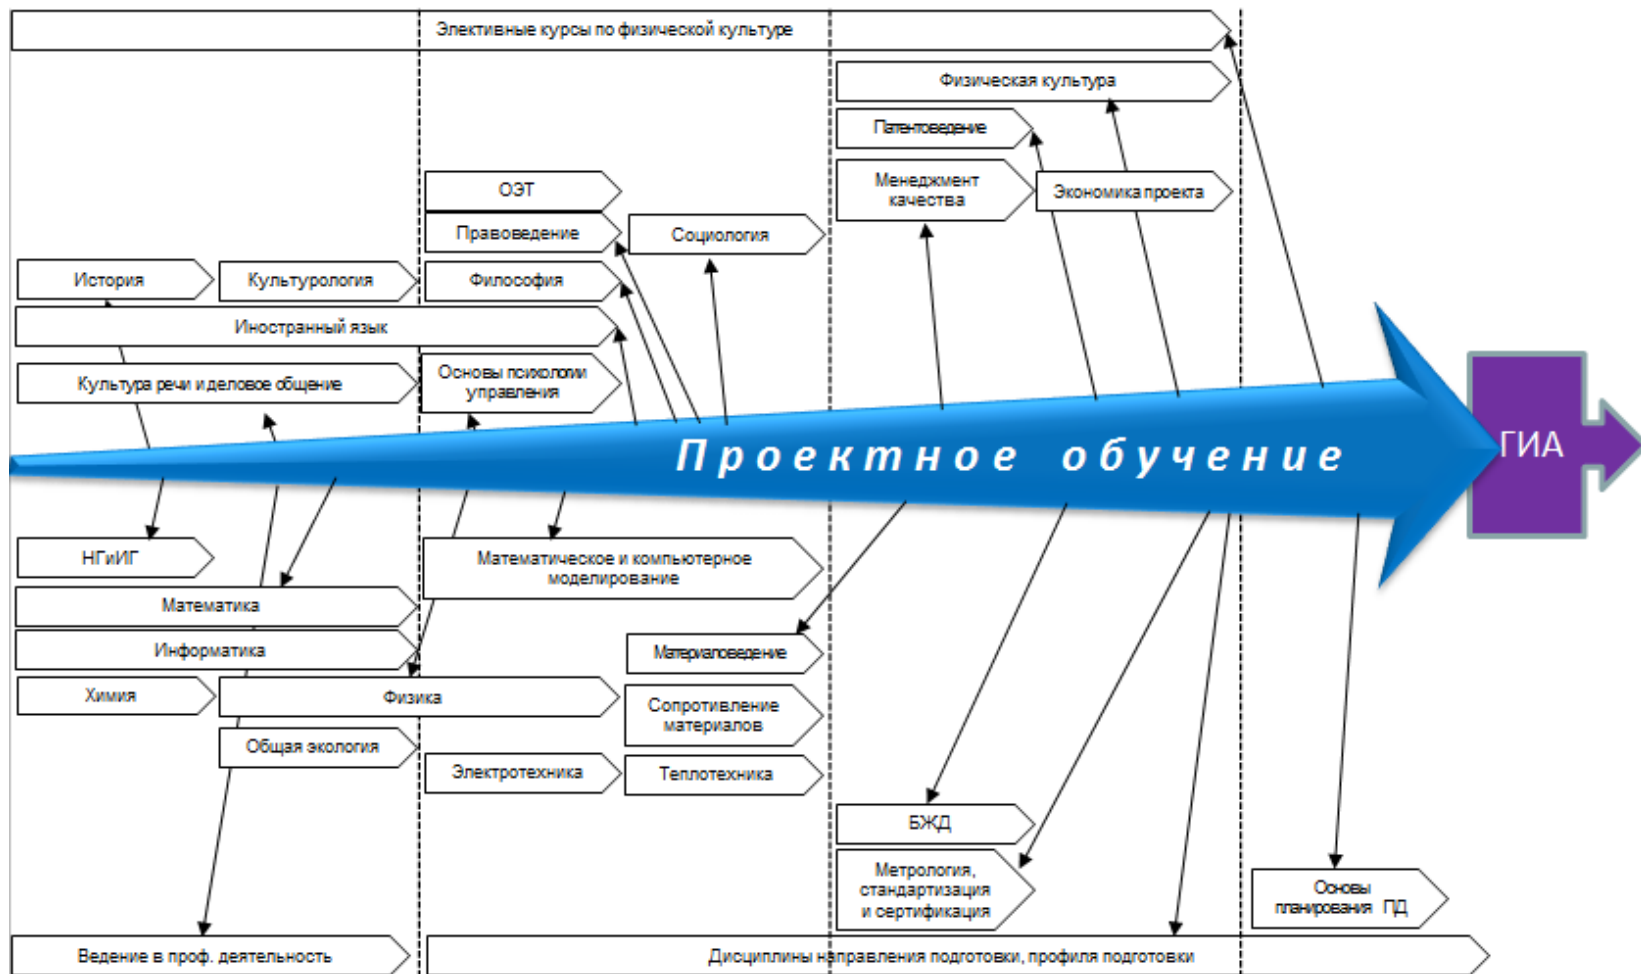 Элективные курсы по физической культуре
Физическая культура
Патентоведение
Менеджмент
качества
Экономика проекта
ОЭТ
Правоведение
Социология
История
Культурология
Философия
Иностранный язык
Культура речи и деловое общение
Основы психологии
управления
Проектное обучение
ГИА
НГиИГ
Математическое и компьютерное
моделирование
Математика
Информатика
Материаловедение
Химия
Физика
Сопротивление
материалов
Общая экология
Электротехника
Теплотехника
БЖД
Метрология,
стандартизация
и сертификация
Основы
планирования ПД
Ведение в проф. деятельность
Дисциплины направления подготовки, профиля подготовки